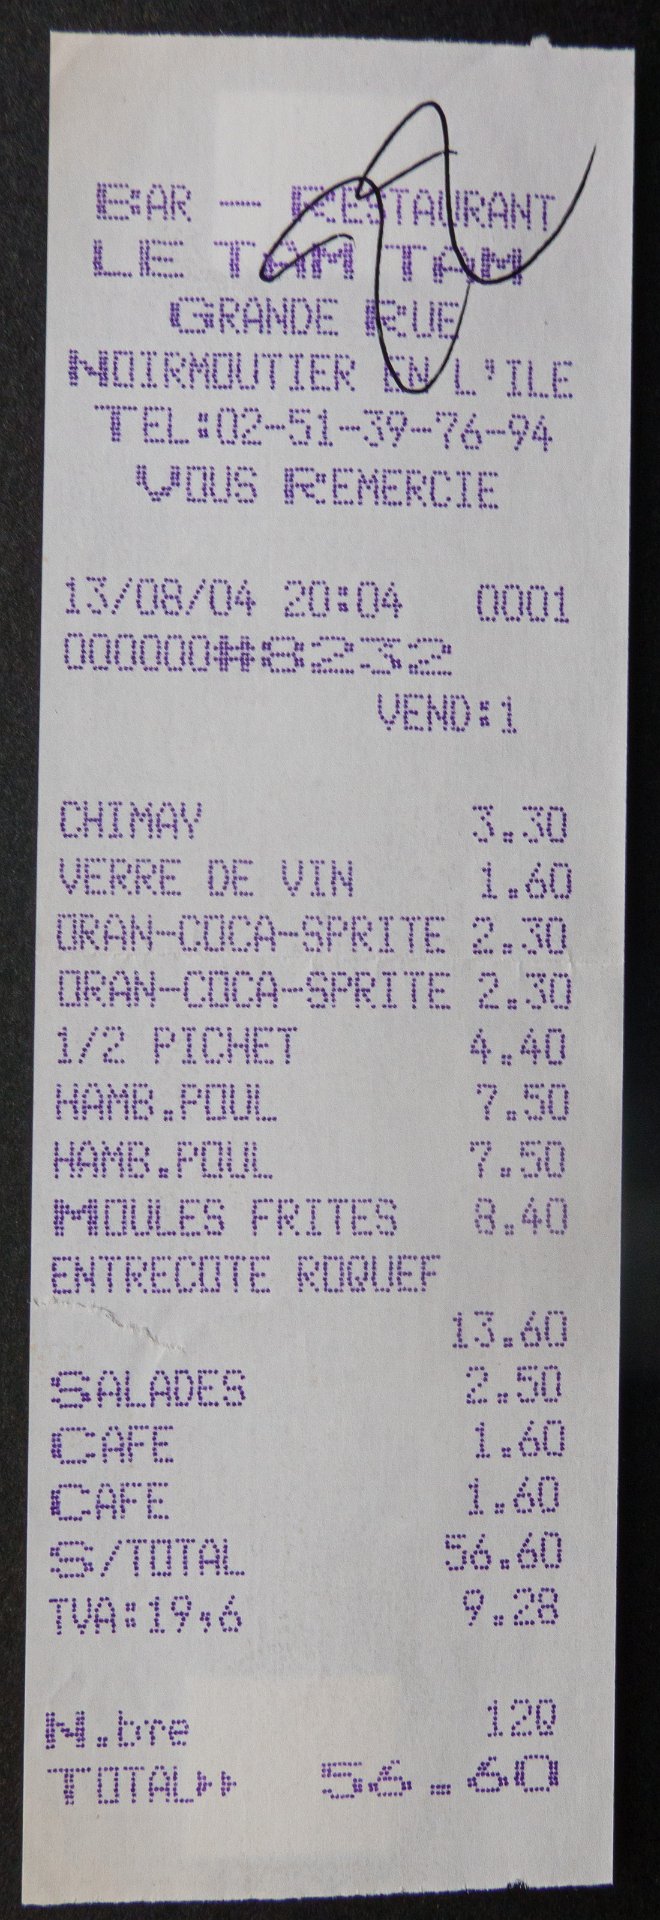 BAR — RESTAURANT
LE TAM TAM
GRANDE RUE
NOIRMOUTIER EN L'ILE
TEL:02-51-39-76-94
VOUS REMERCIE
13/08/04 20:04 0001
000000#8232
VEND:1
CHIMAY 3.30
VERRE DE VIN 1.60
ORAN-COCA-SPRITE 2.30
ORAN-COCA-SPRITE 2.30
1/2 PICHET 4.40
HAMB.POUL 7.50
HAMB.POUL 7.50
MOULES FRITES 8.40
ENTRECOTE ROQUEF
13.60
SALADES 2.50
CAFE 1.60
CAFE 1.60
S/TOTAL 56.60
TVA:19,6 9.28
N.bre 12Q
TOTAL▸▸ 56.60